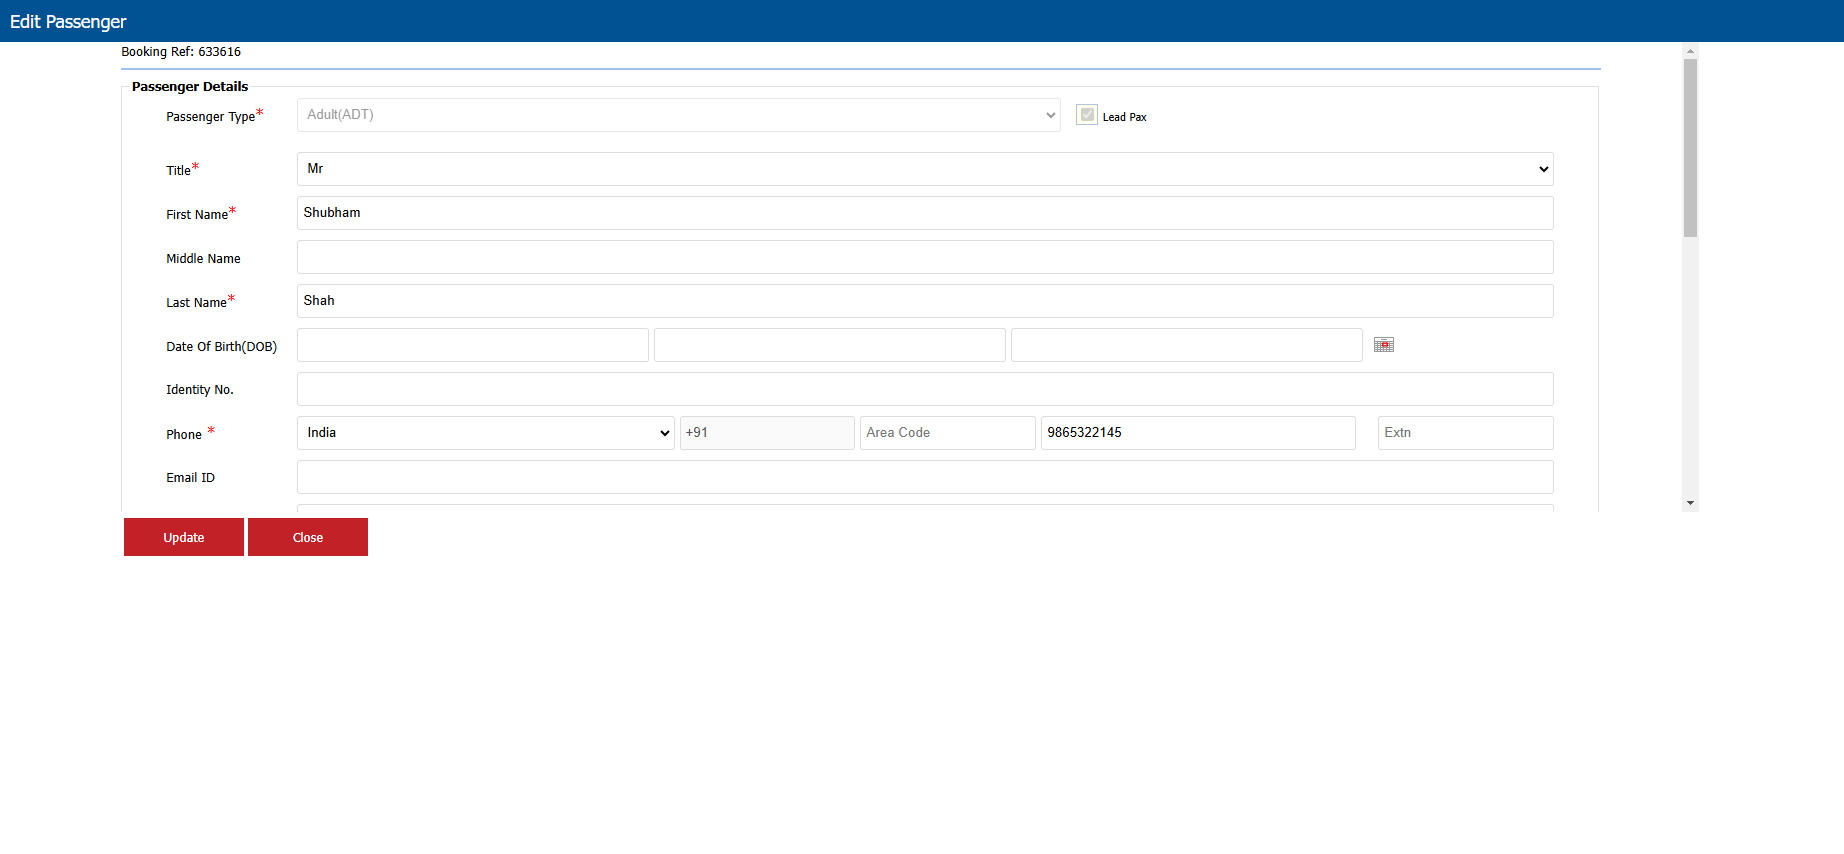 Edit Passenger
Booking Ref: 633616
Passenger Details
Passenger Type* Adult(ADT) Lead Pax
Title* Mr
First Name* Shubham
Middle Name
Last Name* Shah
Date Of Birth(DOB)
Identity No.
Phone * India +91 Area Code 9865322145 Extn
Email ID
Update Close